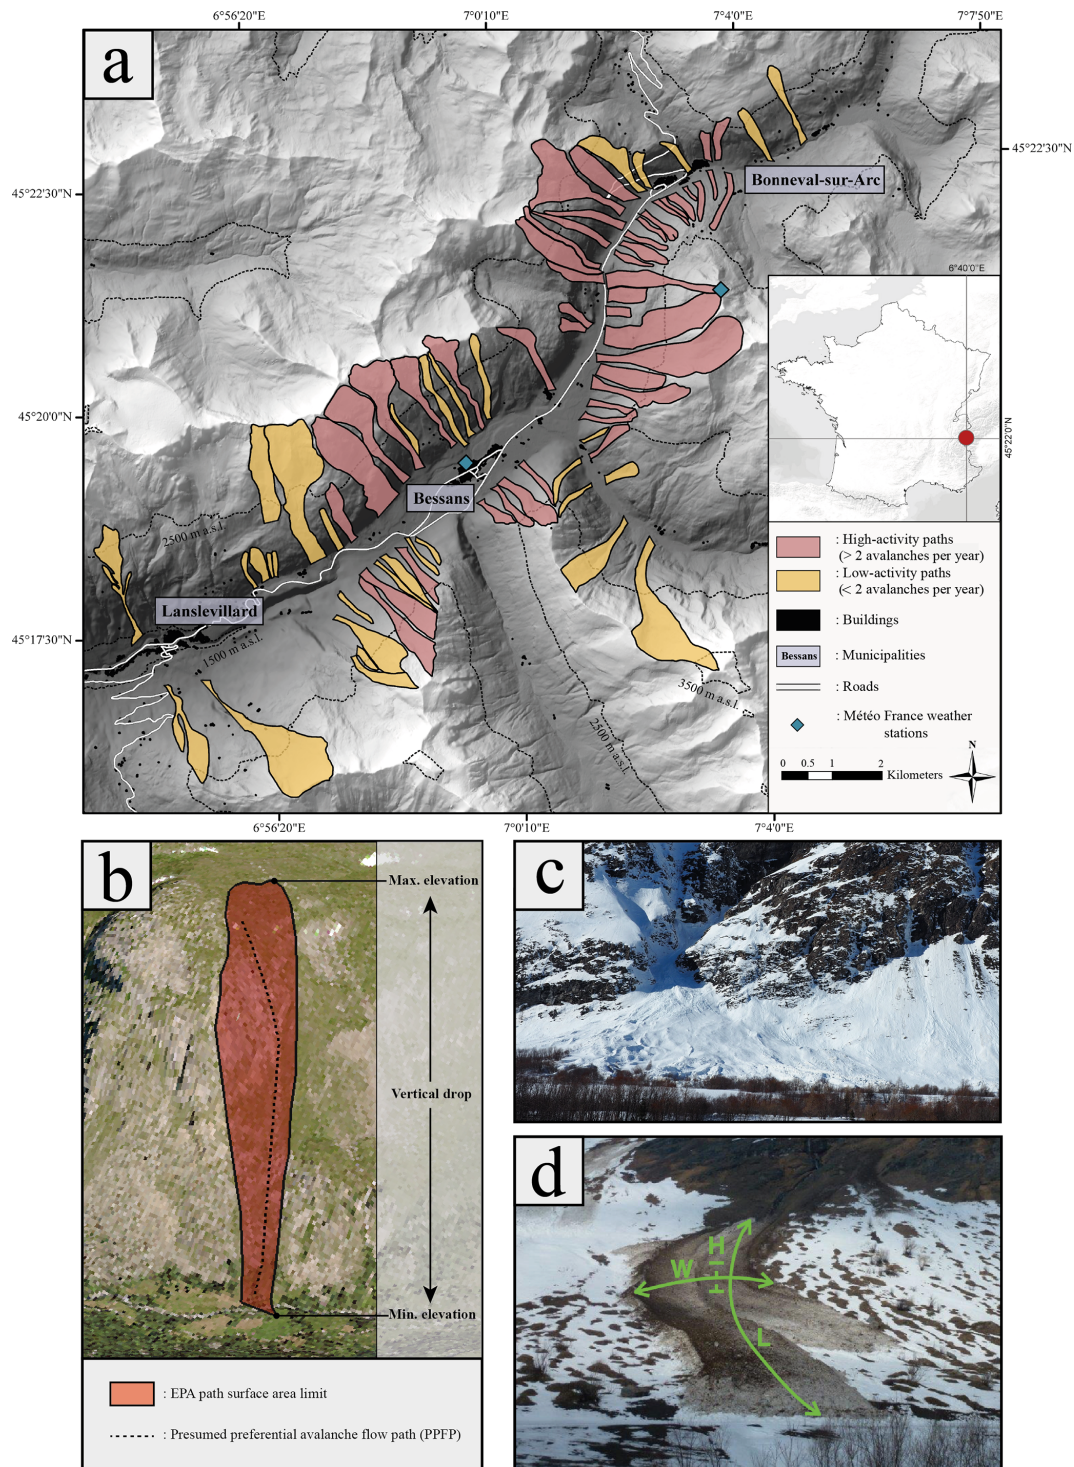 6°56'20"E
7°0'10"E
7°4'0"E
7°7'50"E
a
45°22'30"N
45°22'30"N
Bonneval-sur-Arc
6°40'0"E
45°22'0"N
45°20'0"N
Bessans
2500 m a.s.l.
Lanslevillard
45°17'30"N
1500 m a.s.l.
3500 m a.s.l.
2500 m a.s.l.
: High-activity paths
(> 2 avalanches per year)
: Low-activity paths
(< 2 avalanches per year)
: Buildings
Bessans : Municipalities
: Roads
: Météo France weather
stations
N
0 0.5 1 2
Kilometers
6°56'20"E
7°0'10"E
7°4'0"E
b
Max. elevation
Vertical drop
Min. elevation
: EPA path surface area limit
: Presumed preferential avalanche flow path (PPFP)
c
d
H
W
L